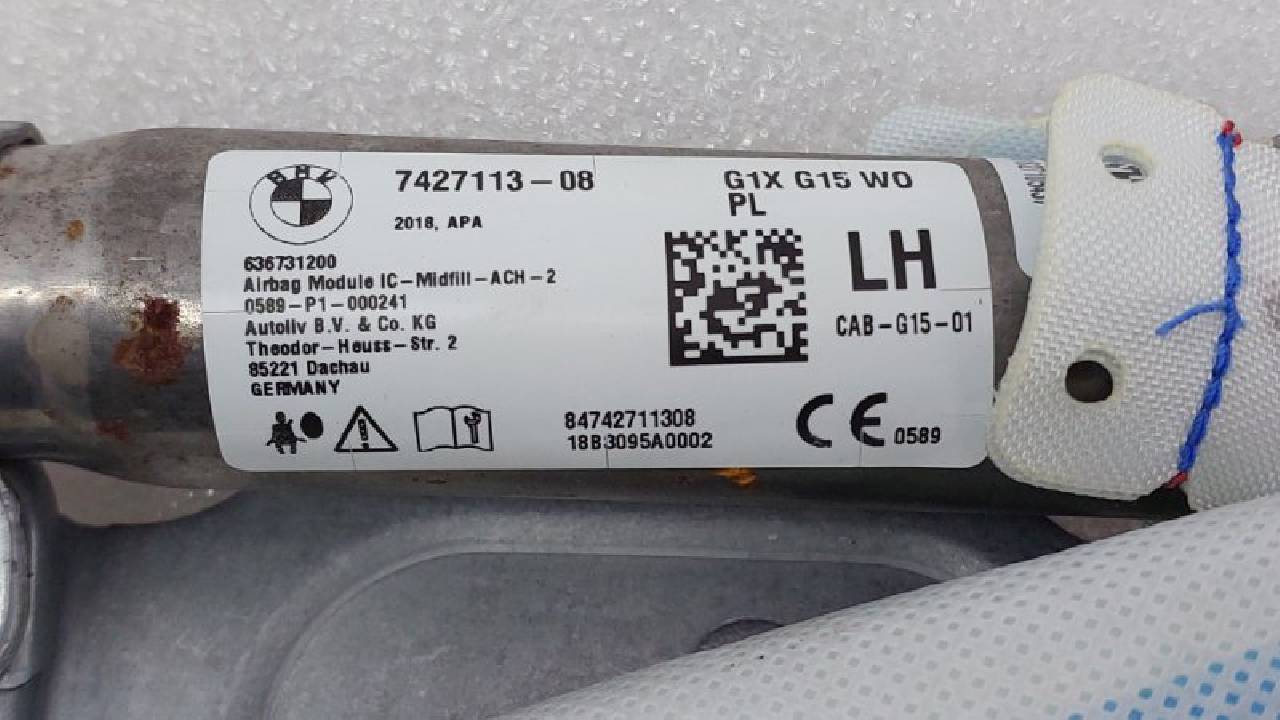 BMW
7427113-08
2018, APA
G1X G15 WO
PL
636731200
Airbag Module IC-Midfill-ACH-2
0589-P1-000241
Autoliv B.V. & Co. KG
Theodor-Heuss-Str. 2
85221 Dachau
GERMANY
LH
CAB-G15-01
84742711308
18B3095A0002
CE 0589